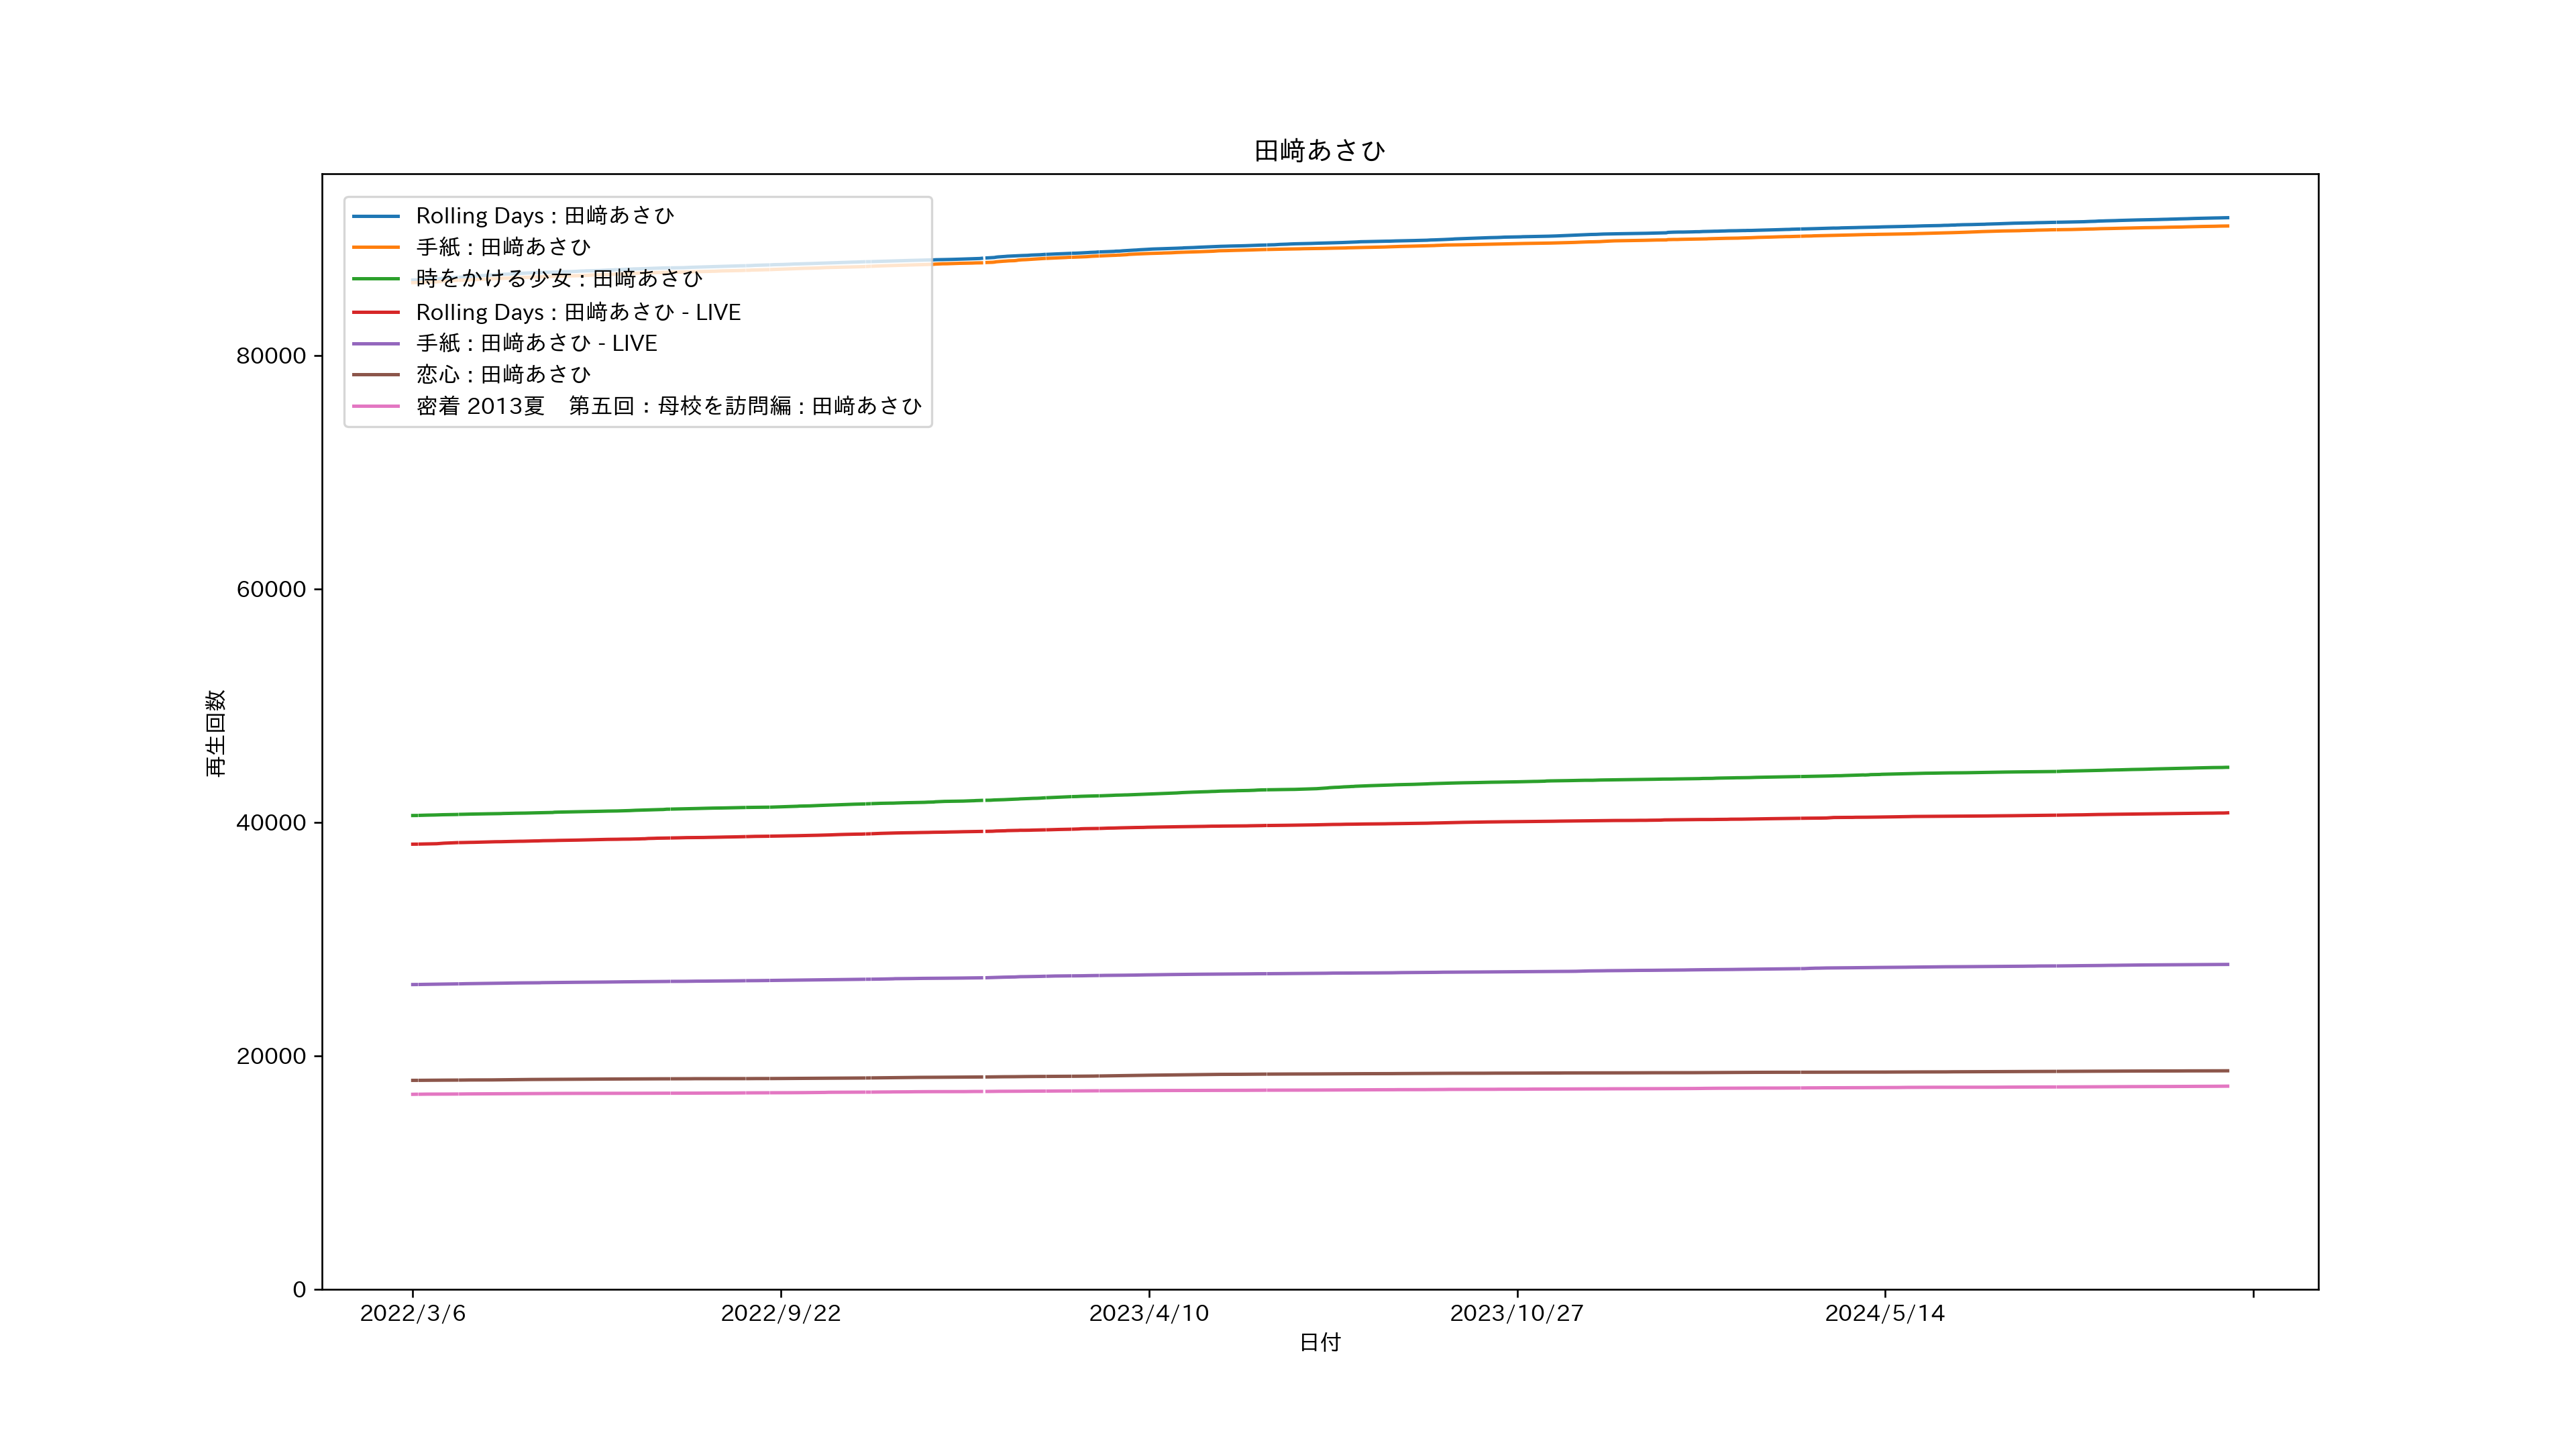 田﨑あさひ
Rolling Days : 田﨑あさひ
手紙 : 田﨑あさひ
時をかける少女 : 田﨑あさひ
Rolling Days : 田﨑あさひ - LIVE
手紙 : 田﨑あさひ - LIVE
恋心 : 田﨑あさひ
密着 2013夏　第五回：母校を訪問編 : 田﨑あさひ
80000
60000
40000
20000
0
再生回数
2022/3/6
2022/9/22
2023/4/10
2023/10/27
2024/5/14
日付